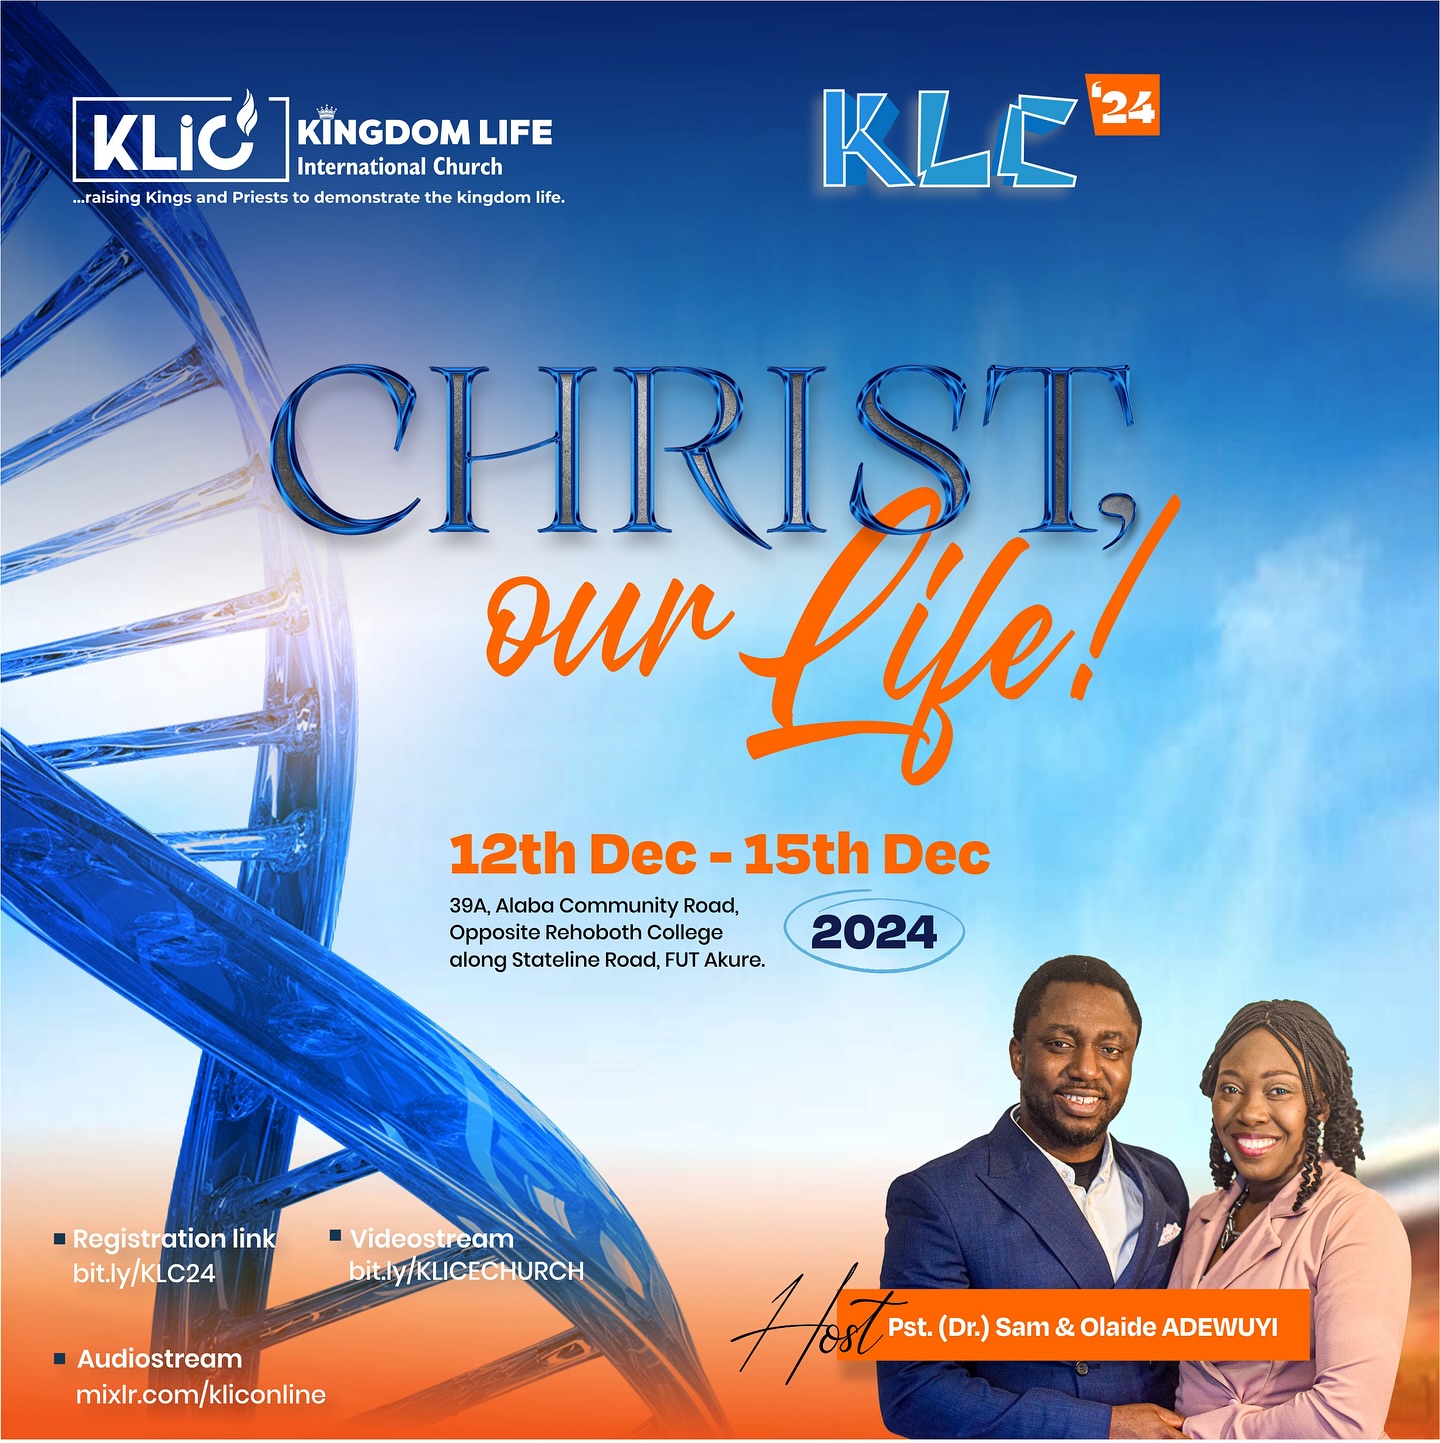 KLiC
KINGDOM LIFE
International Church
...raising Kings and Priests to demonstrate the kingdom life.
KLC '24
CHRIST,
our Life!
12th Dec - 15th Dec
39A, Alaba Community Road,
Opposite Rehoboth College
along Stateline Road, FUT Akure.
2024
Registration link
bit.ly/KLC24
Videostream
bit.ly/KLICECHURCH
Audiostream
mixlr.com/kliconline
Host
Pst. (Dr.) Sam & Olaide ADEWUYI